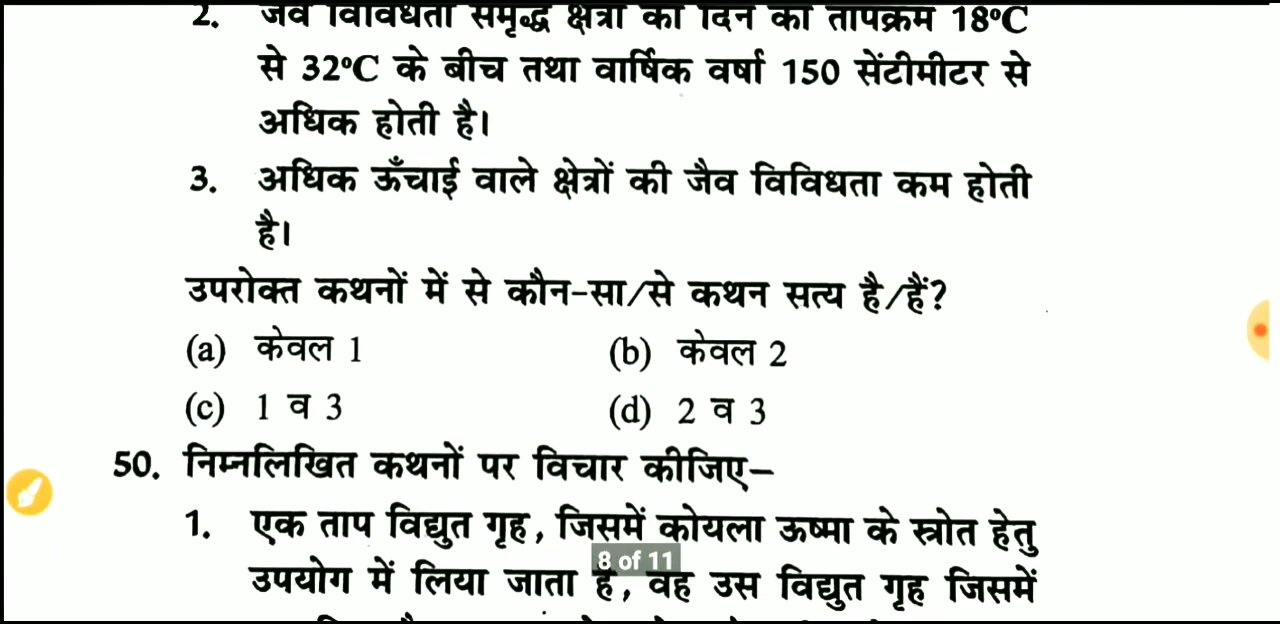 2. जैव विविधता समृद्ध क्षेत्रों का दिन का तापक्रम 18°C
से 32°C के बीच तथा वार्षिक वर्षा 150 सेंटीमीटर से
अधिक होती है।
3. अधिक ऊँचाई वाले क्षेत्रों की जैव विविधता कम होती
है।
उपरोक्त कथनों में से कौन-सा/से कथन सत्य है/हैं?
(a) केवल 1 (b) केवल 2
(c) 1 व 3 (d) 2 व 3
50. निम्नलिखित कथनों पर विचार कीजिए–
1. एक ताप विद्युत गृह, जिसमें कोयला ऊष्मा के स्त्रोत हेतु
8 of 11
उपयोग में लिया जाता है, वह उस विद्युत गृह जिसमें